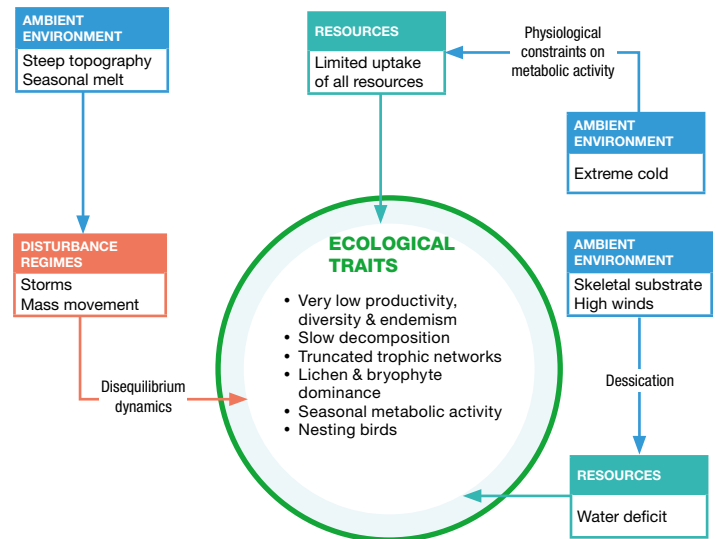 AMBIENT
ENVIRONMENT
Steep topography
Seasonal melt
RESOURCES
Limited uptake
of all resources
Physiological
constraints on
metabolic activity
AMBIENT
ENVIRONMENT
Extreme cold
DISTURBANCE
REGIMES
Storms
Mass movement
ECOLOGICAL
TRAITS
• Very low productivity,
diversity & endemism
• Slow decomposition
• Truncated trophic networks
• Lichen & bryophyte
dominance
• Seasonal metabolic activity
• Nesting birds
AMBIENT
ENVIRONMENT
Skeletal substrate
High winds
Disequilibrium
dynamics
Dessication
RESOURCES
Water deficit